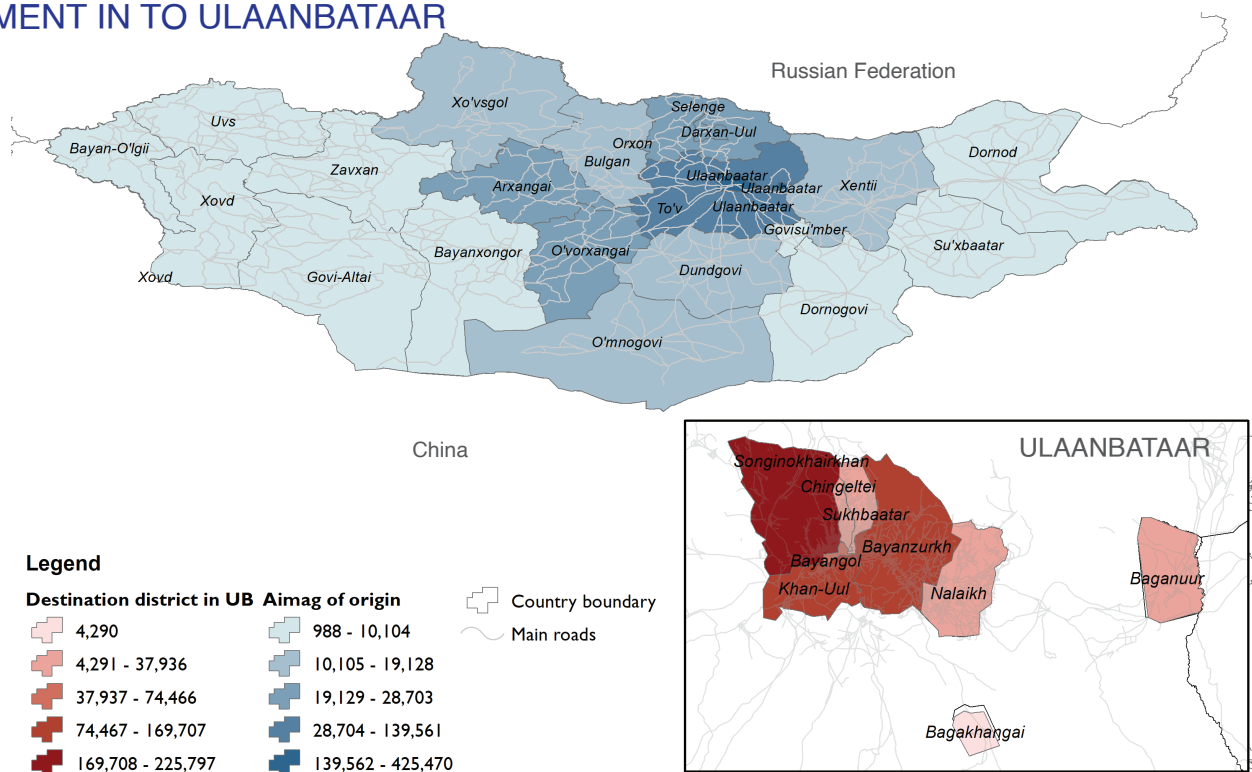 MENT IN TO ULAANBATAAR
Russian Federation
Xo'vsgol
Selenge
Uvs
Darxan-Uul
Orxon
Bayan-O'lgii
Dornod
Bulgan
Zavxan
Ulaanbaatar
Arxangai
Ulaanbaatar
Xentii
Xovd
To'v
Ulaanbaatar
Govisu'mber
Su'xbaatar
Bayanxongor
O'vorxangai
Dundgovi
Xovd
Govi-Altai
Dornogovi
O'mnogovi
China
ULAANBATAAR
Songinokhairkhan
Chingeltei
Sukhbaatar
Bayanzurkh
Bayangol
Khan-Uul
Nalaikh
Baganuur
Bagakhangai
Legend
Destination district in UB
4,290
4,291 - 37,936
37,937 - 74,466
74,467 - 169,707
169,708 - 225,797
Aimag of origin
988 - 10,104
10,105 - 19,128
19,129 - 28,703
28,704 - 139,561
139,562 - 425,470
Country boundary
Main roads